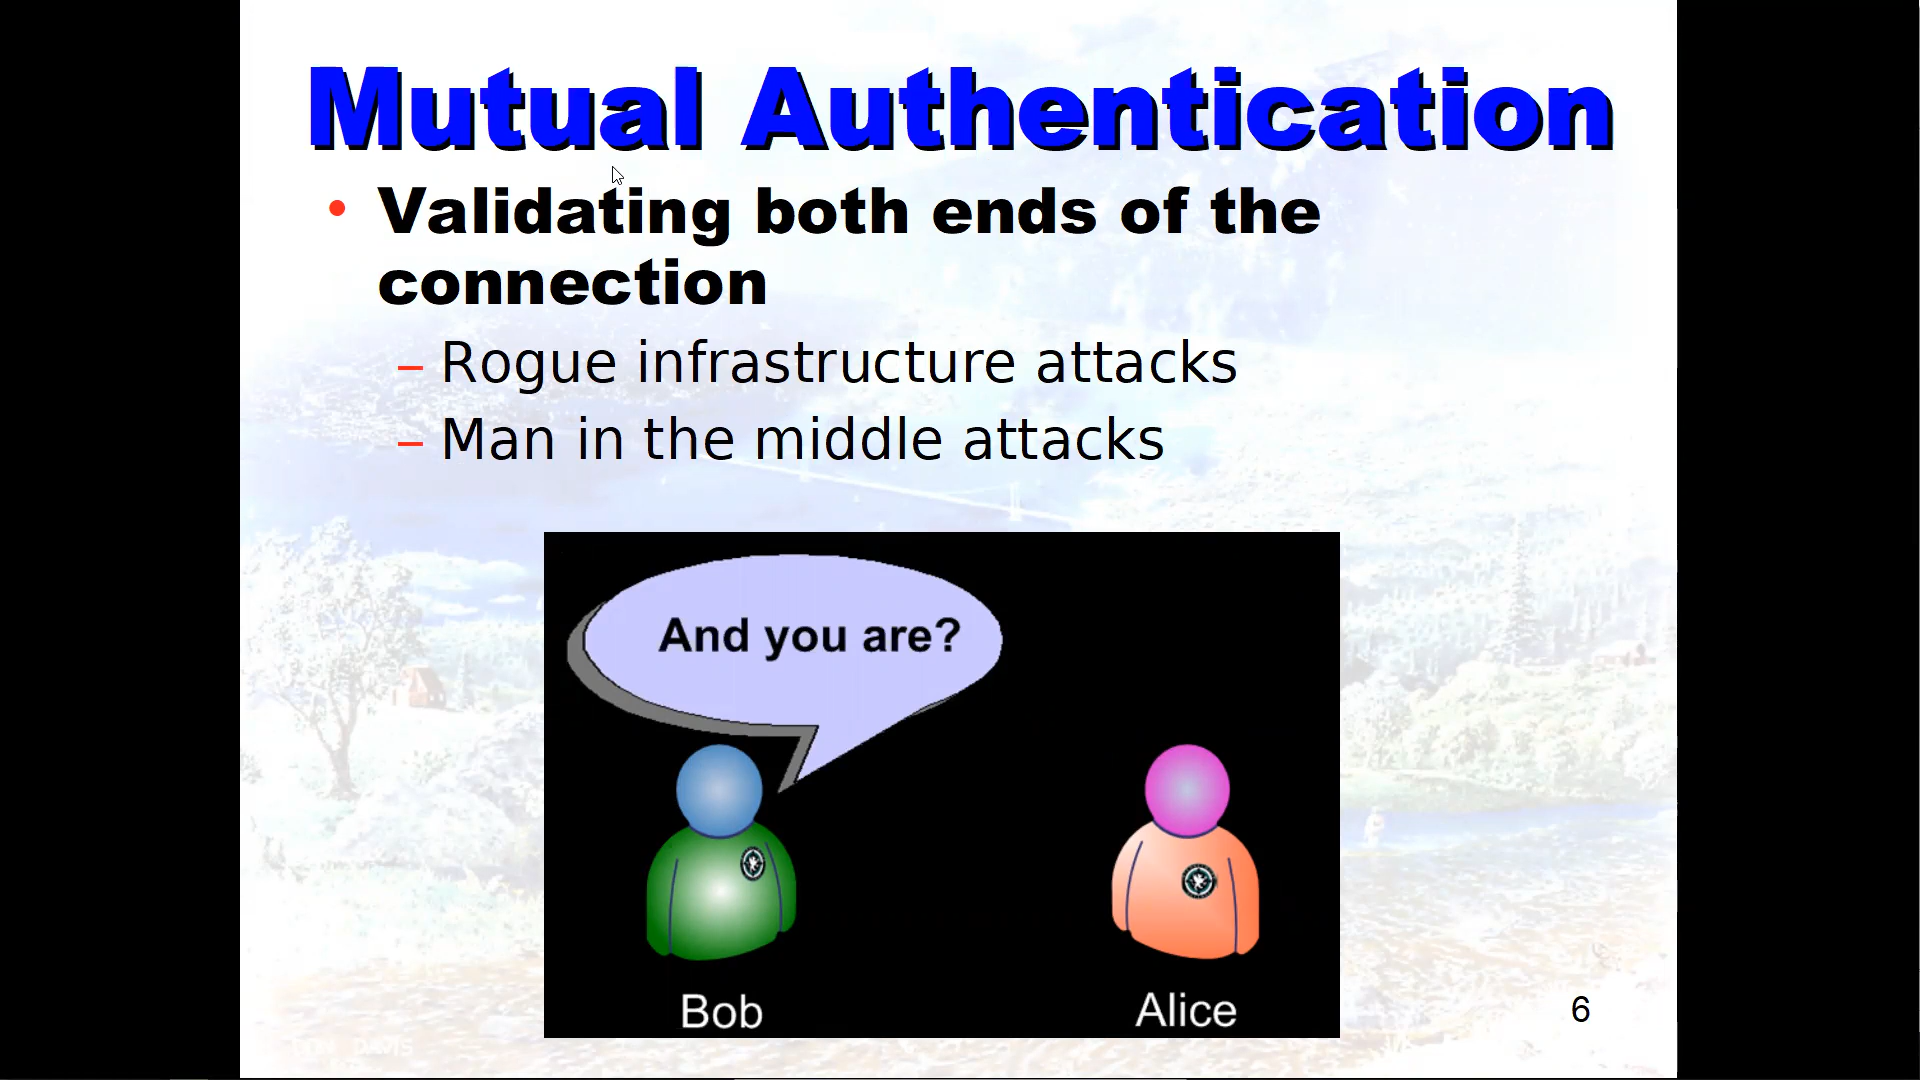 Mutual Authentication
• Validating both ends of the
connection
– Rogue infrastructure attacks
– Man in the middle attacks
And you are?
Bob
Alice
6